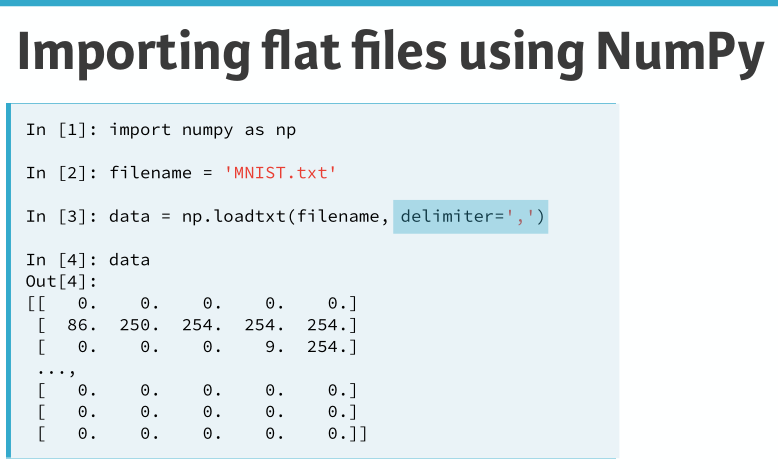 Importing flat files using NumPy
In [1]: import numpy as np
In [2]: filename = 'MNIST.txt'
In [3]: data = np.loadtxt(filename, delimiter=',')
In [4]: data
Out[4]:
[[   0.    0.    0.    0.    0.]
 [  86.  250.  254.  254.  254.]
 [   0.    0.    0.    9.  254.]
 ...,
 [   0.    0.    0.    0.    0.]
 [   0.    0.    0.    0.    0.]
 [   0.    0.    0.    0.    0.]]